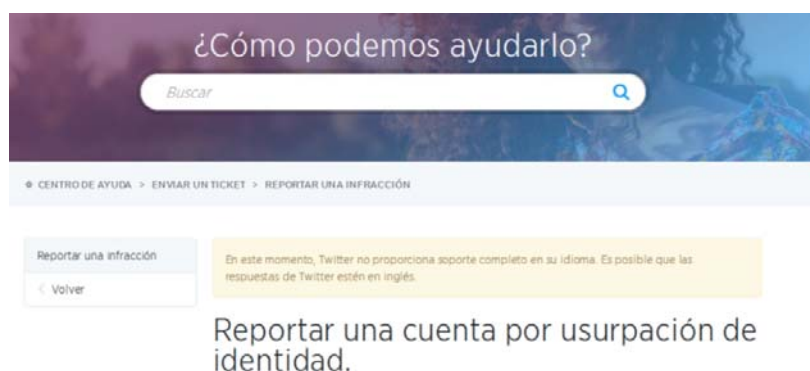 ¿Cómo podemos ayudarlo?
Buscar
CENTRO DE AYUDA > ENVIAR UN TICKET > REPORTAR UNA INFRACCIÓN
Reportar una infracción
Volver
En este momento, Twitter no proporciona soporte completo en su idioma. Es posible que las
respuestas de Twitter estén en inglés.
Reportar una cuenta por usurpación de
identidad.